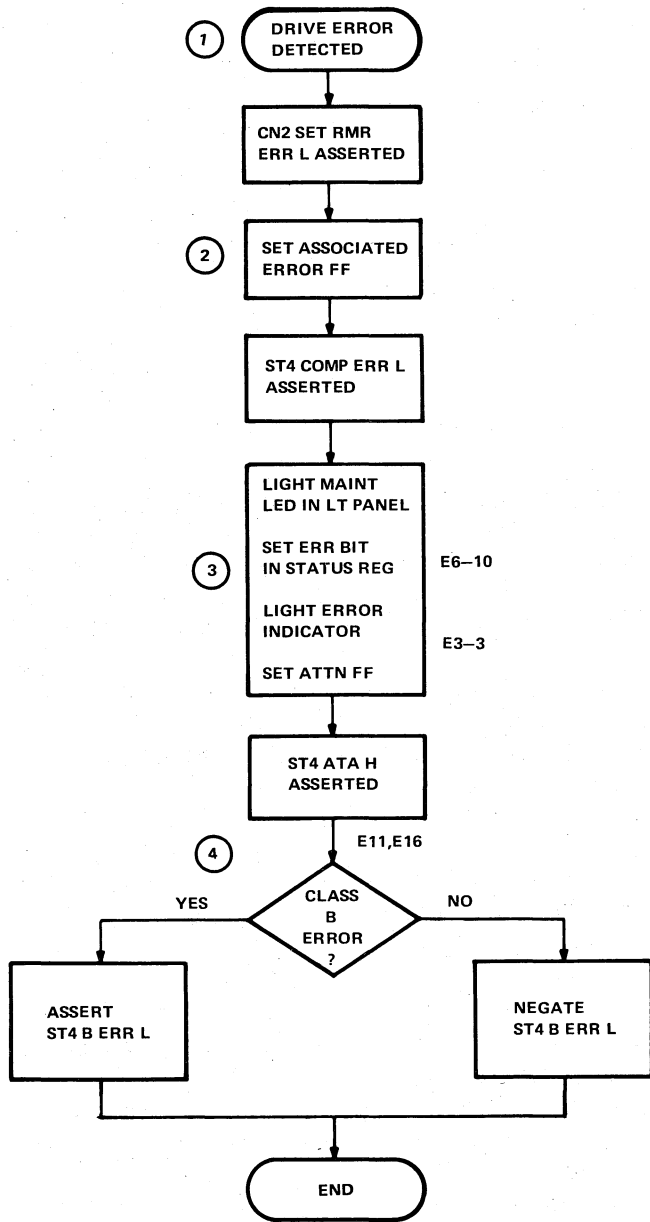 1
DRIVE ERROR
DETECTED
CN2 SET RMR
ERR L ASSERTED
2
SET ASSOCIATED
ERROR FF
ST4 COMP ERR L
ASSERTED
3
LIGHT MAINT
LED IN LT PANEL
SET ERR BIT
IN STATUS REG
E6–10
LIGHT ERROR
INDICATOR
E3–3
SET ATTN FF
ST4 ATA H
ASSERTED
E11,E16
4
CLASS
B
ERROR
?
YES
NO
ASSERT
ST4 B ERR L
NEGATE
ST4 B ERR L
END